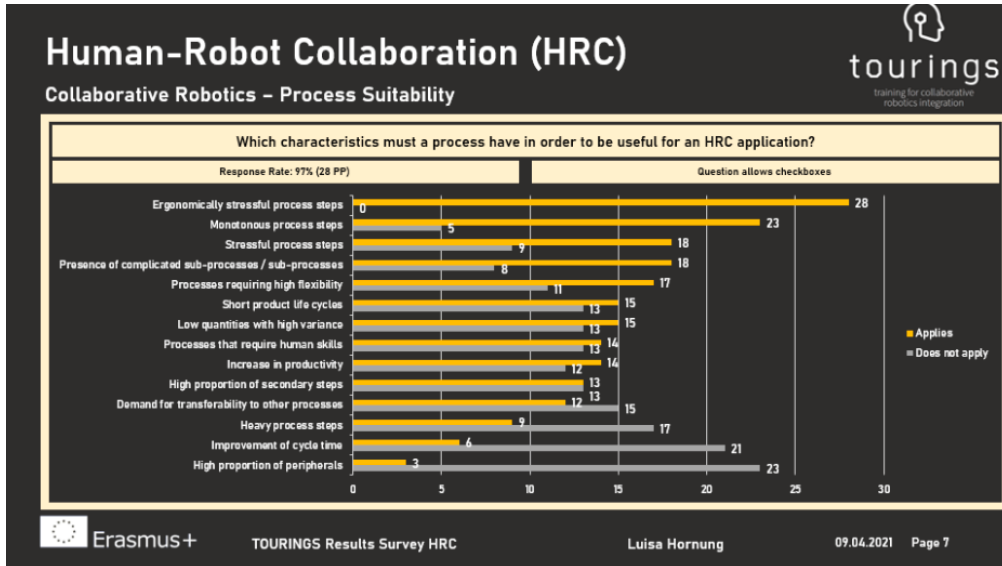 Human-Robot Collaboration (HRC)
tourings
training for collaborative
robotics integration
Collaborative Robotics – Process Suitability
Which characteristics must a process have in order to be useful for an HRC application?
Response Rate: 97% (28 PP)
Question allows checkboxes
Ergonomically stressful process steps 28 0
Monotonous process steps 23 5
Stressful process steps 18 9
Presence of complicated sub-processes / sub-processes 18 8
Processes requiring high flexibility 17 11
Short product life cycles 15 13
Low quantities with high variance 15 13
Processes that require human skills 14 13
Increase in productivity 14 12
High proportion of secondary steps 13 13
Demand for transferability to other processes 12 15
Heavy process steps 9 17
Improvement of cycle time 6 21
High proportion of peripherals 3 23
0 5 10 15 20 25 30
Applies
Does not apply
Erasmus+
TOURINGS Results Survey HRC
Luisa Hornung
09.04.2021 Page 7